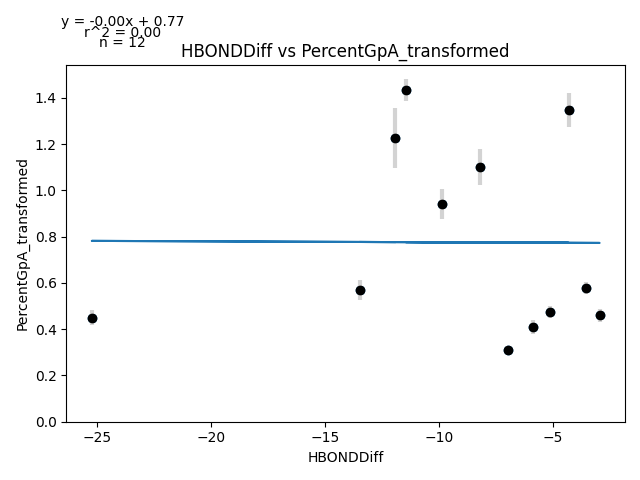 y = -0.00x + 0.77
r^2 = 0.00
n = 12
HBONDDiff vs PercentGpA_transformed
PercentGpA_transformed
1.4
1.2
1.0
0.8
0.6
0.4
0.2
0.0
−25
−20
−15
−10
−5
HBONDDiff